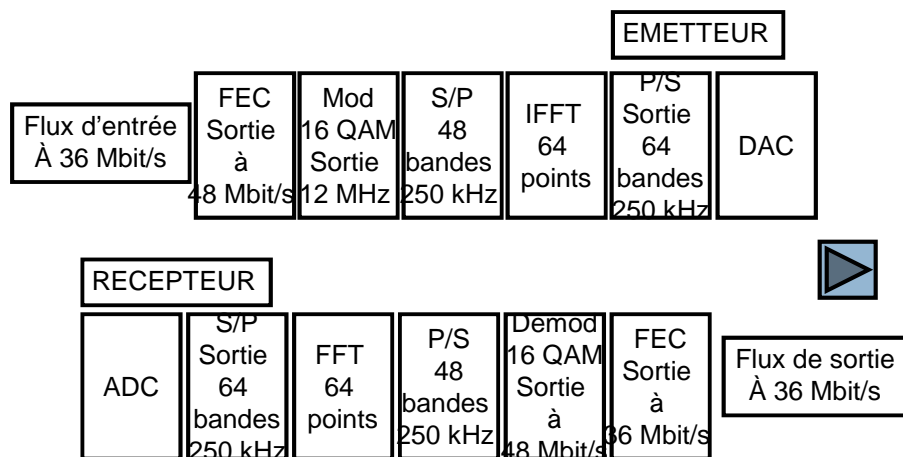 EMETTEUR
Flux d'entrée
À 36 Mbit/s
FEC
Sortie
à
48 Mbit/s
Mod
16 QAM
Sortie
12 MHz
S/P
48
bandes
250 kHz
IFFT
64
points
P/S
Sortie
64
bandes
250 kHz
DAC
RECEPTEUR
ADC
S/P
Sortie
64
bandes
250 kHz
FFT
64
points
P/S
48
bandes
250 kHz
Demod
16 QAM
Sortie
à
48 Mbit/s
FEC
Sortie
à
36 Mbit/s
Flux de sortie
À 36 Mbit/s